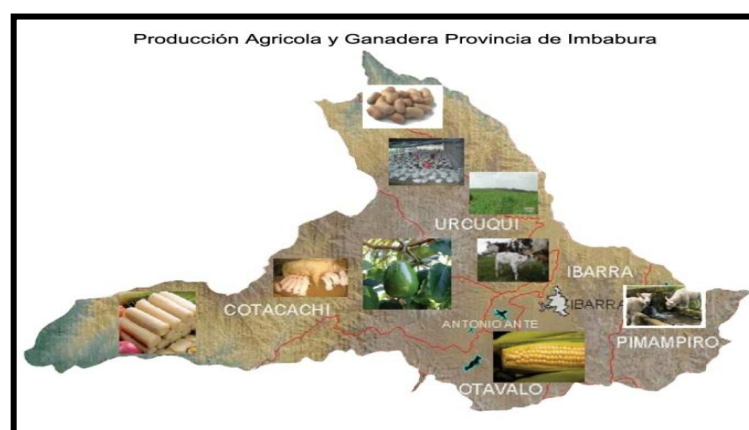 Producción Agricola y Ganadera Provincia de Imbabura
URCUQUI
IBARRA
COTACACHI
IBARRA
ANTONIO ANTE
PIMAMPIRO
OTAVALO